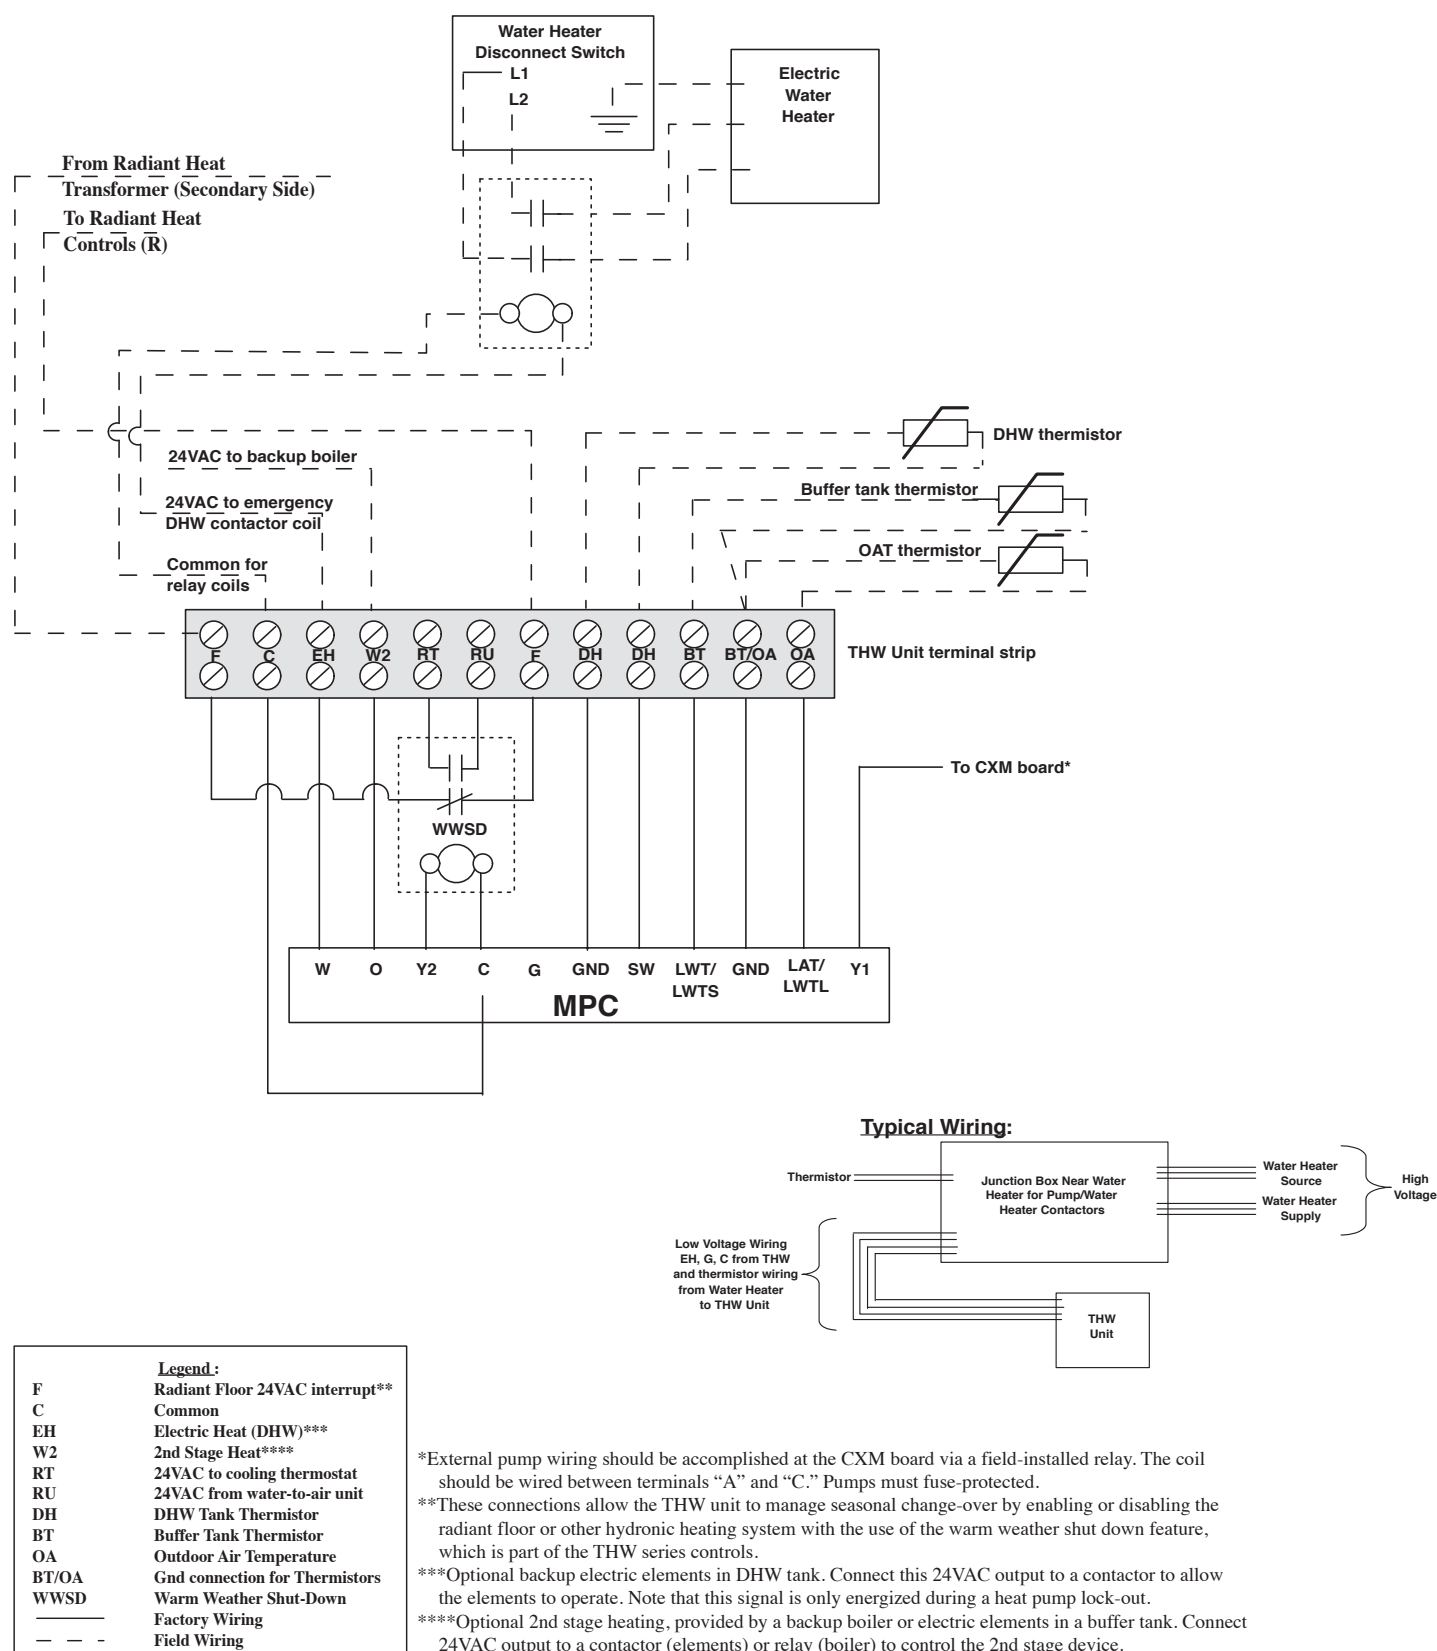 Water Heater
Disconnect Switch
L1
L2
Electric
Water
Heater
From Radiant Heat
Transformer (Secondary Side)
To Radiant Heat
Controls (R)
DHW thermistor
24VAC to backup boiler
Buffer tank thermistor
24VAC to emergency
DHW contactor coil
OAT thermistor
Common for
relay coils
F C EH W2 RT RU F DH DH BT BT/OA OA
THW Unit terminal strip
To CXM board*
WWSD
W O Y2 C G GND SW LWT/ GND LAT/ Y1
LWTS LWTL
MPC
Typical Wiring:
Thermistor
Junction Box Near Water
Heater for Pump/Water
Heater Contactors
Water Heater
Source
Water Heater
Supply
High
Voltage
Low Voltage Wiring
EH, G, C from THW
and thermistor wiring
from Water Heater
to THW Unit
THW
Unit
Legend :
F Radiant Floor 24VAC interrupt**
C Common
EH Electric Heat (DHW)***
W2 2nd Stage Heat****
RT 24VAC to cooling thermostat
RU 24VAC from water-to-air unit
DH DHW Tank Thermistor
BT Buffer Tank Thermistor
OA Outdoor Air Temperature
BT/OA Gnd connection for Thermistors
WWSD Warm Weather Shut-Down
Factory Wiring
Field Wiring
*External pump wiring should be accomplished at the CXM board via a field-installed relay. The coil
should be wired between terminals “A” and “C.” Pumps must fuse-protected.
**These connections allow the THW unit to manage seasonal change-over by enabling or disabling the
radiant floor or other hydronic heating system with the use of the warm weather shut down feature,
which is part of the THW series controls.
***Optional backup electric elements in DHW tank. Connect this 24VAC output to a contactor to allow
the elements to operate. Note that this signal is only energized during a heat pump lock-out.
****Optional 2nd stage heating, provided by a backup boiler or electric elements in a buffer tank. Connect
24VAC output to a contactor (elements) or relay (boiler) to control the 2nd stage device.